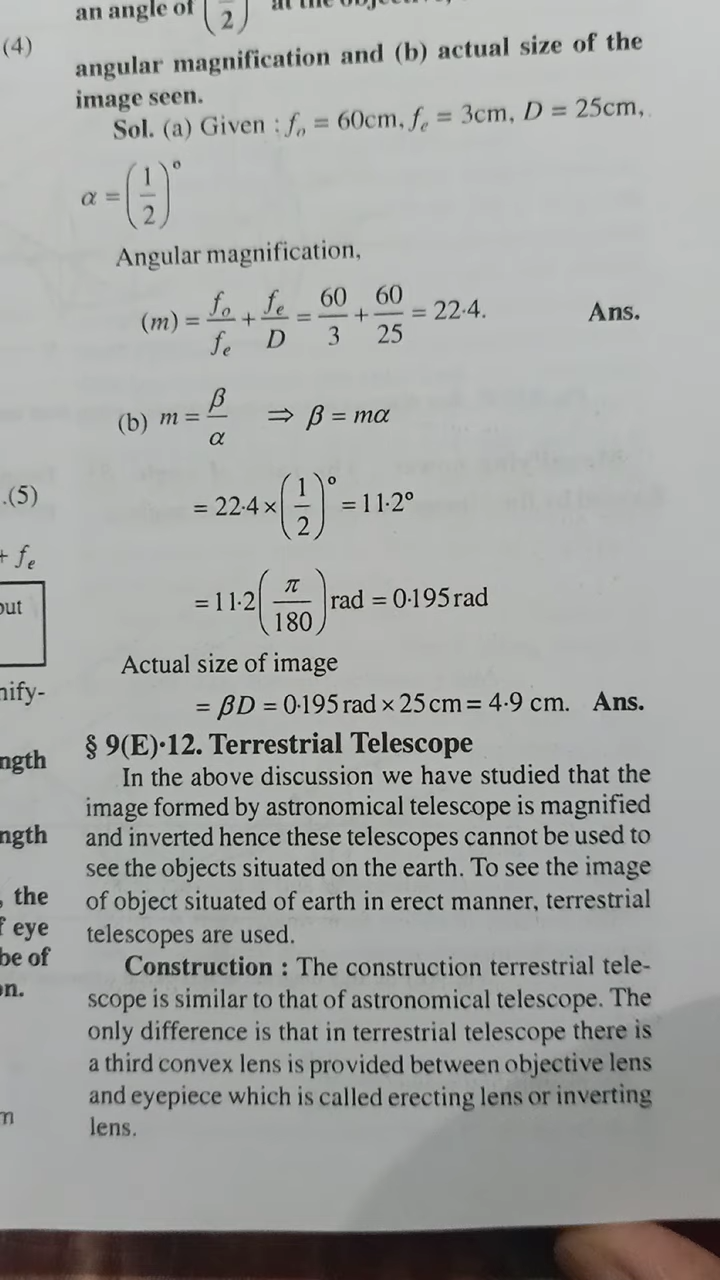 an angle of (1/2)° at the
angular magnification and (b) actual size of the
image seen.
Sol. (a) Given : fₒ = 60cm, fₑ = 3cm, D = 25cm,
α = (1/2)°
Angular magnification,
(m) = fₒ/fₑ + fₑ/D = 60/3 + 60/25 = 22·4. Ans.
(b) m = β/α ⇒ β = mα
= 22·4 × (1/2)° = 11·2°
= 11·2 (π/180) rad = 0·195 rad
Actual size of image
= βD = 0·195 rad × 25 cm = 4·9 cm. Ans.
§ 9(E)·12. Terrestrial Telescope
In the above discussion we have studied that the
image formed by astronomical telescope is magnified
and inverted hence these telescopes cannot be used to
see the objects situated on the earth. To see the image
of object situated of earth in erect manner, terrestrial
telescopes are used.
Construction : The construction terrestrial tele-
scope is similar to that of astronomical telescope. The
only difference is that in terrestrial telescope there is
a third convex lens is provided between objective lens
and eyepiece which is called erecting lens or inverting
lens.
(4)
.(5)
+ fₑ
out
nify-
ngth
ngth
, the
f eye
be of
on.
m